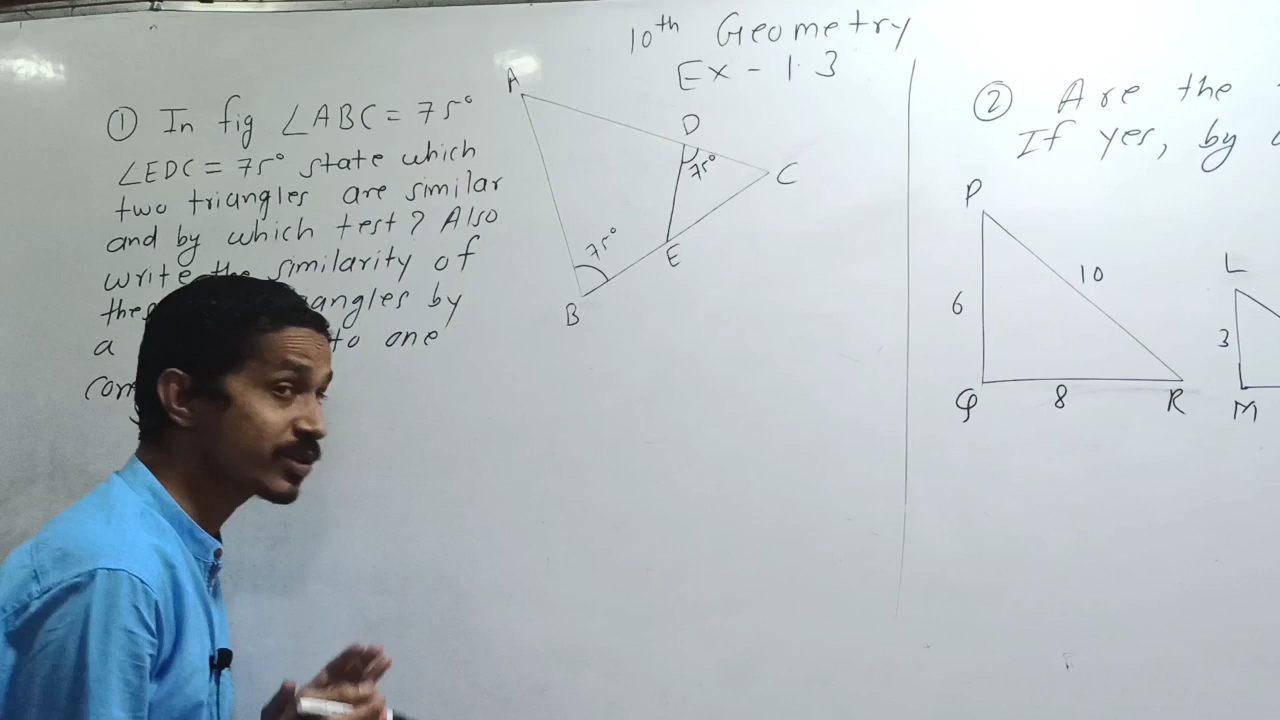 10th Geometry
Ex - 1.3
① In fig ∠ABC = 75°
∠EDC = 75° state which
two triangles are similar
and by which test? Also
write the similarity of
by
a to one
A
D
75°
C
E
75°
B
② Are the
If yes, by
P
10
6
Q
8
R
L
3
M